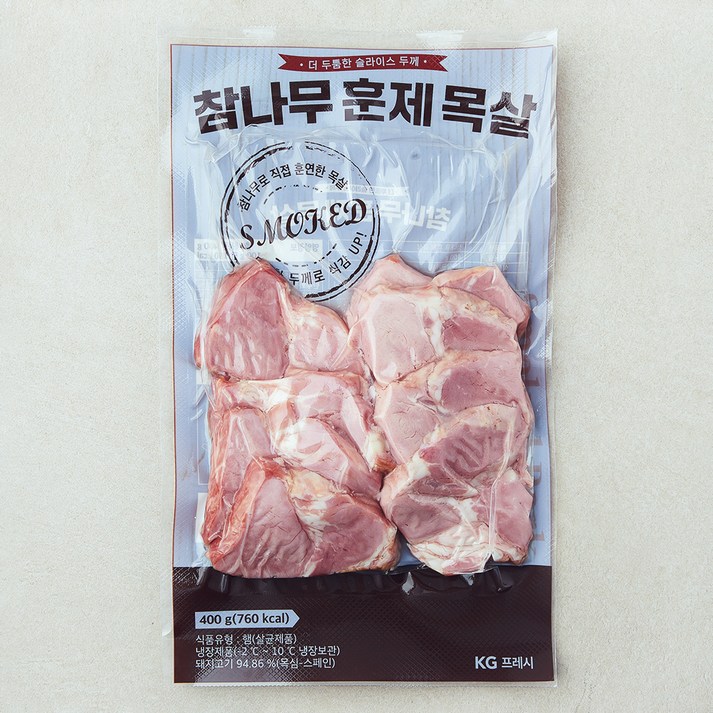 더 두툼한 슬라이스 두께
참나무 훈제 목살
참나무로 직접 훈연한 목살!
SMOKED
두께로 식감 UP!
400 g(760 kcal)
식품유형 : 햄(살균제품)
냉장제품(-2 ℃ ~ 10 ℃ 냉장보관)
돼지고기 94.86 %(목심-스페인)
KG 프레시